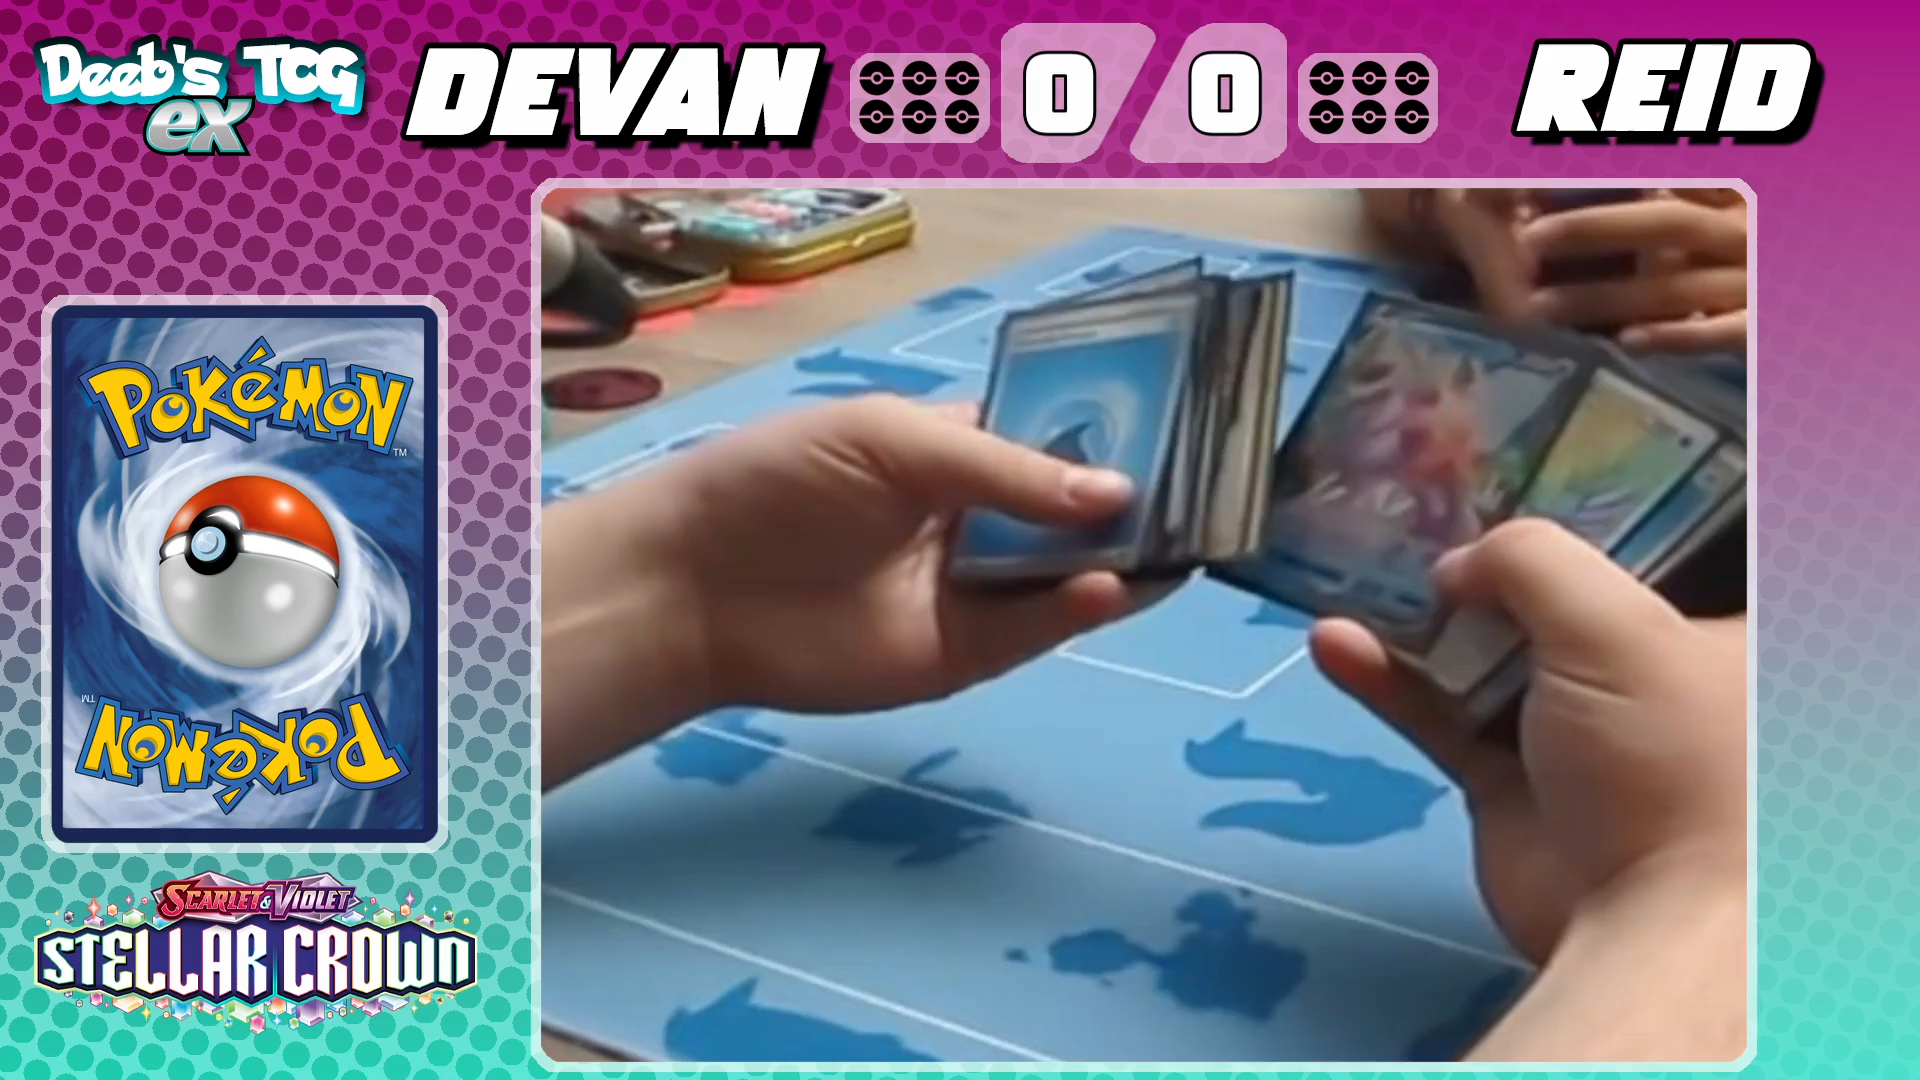 Deeb's TCG
ex
DEVAN
0
0
REID
POKéMON
TM
TM
POKéMON
SCARLET & VIOLET
STELLAR CROWN